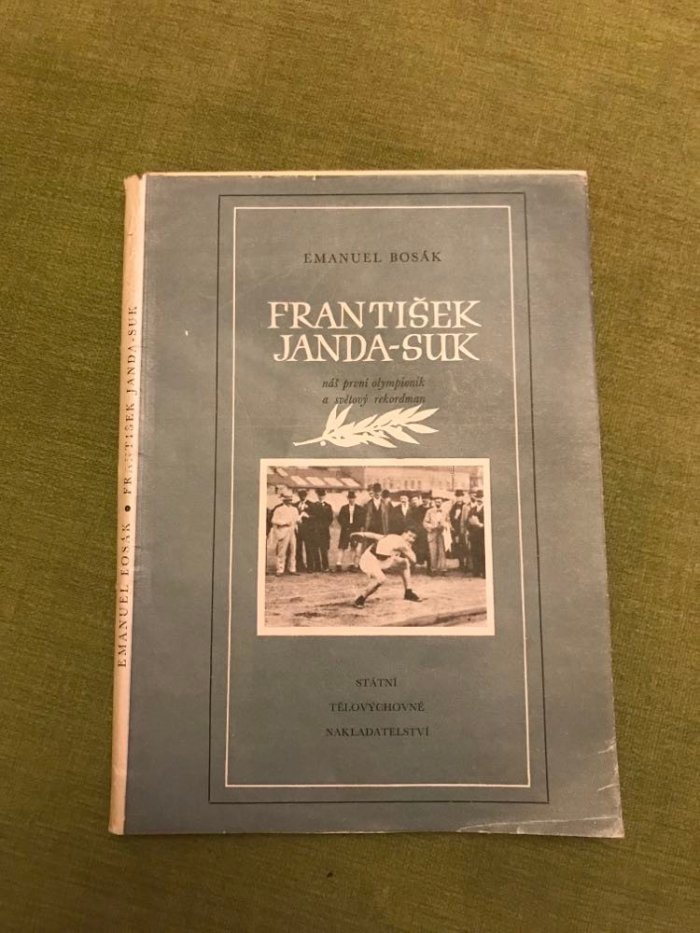 EMANUEL BOSÁK
FRANTIŠEK
JANDA-SUK
náš první olympionik
a světový rekordman
STÁTNÍ
TĚLOVÝCHOVNÉ
NAKLADATELSTVÍ
EMANUEL BOSÁK • FRANTIŠEK JANDA-SUK